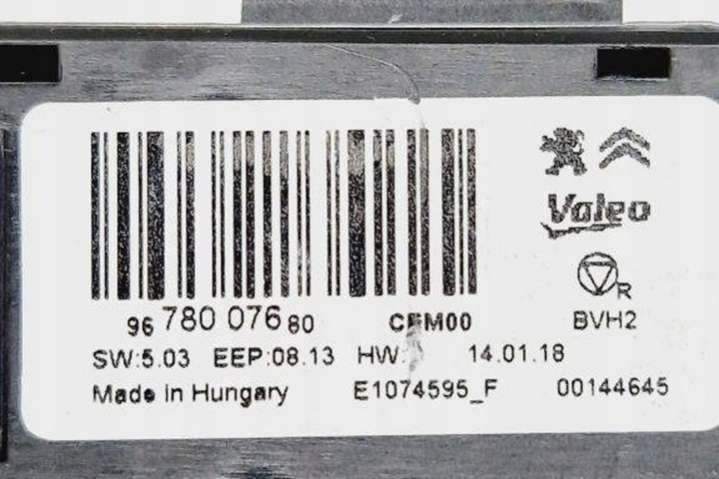 Valeo
R
96 780 076 80 CEM00 BVH2
SW:5.03 EEP:08.13 HW: 14.01.18
Made in Hungary E1074595_F 00144645